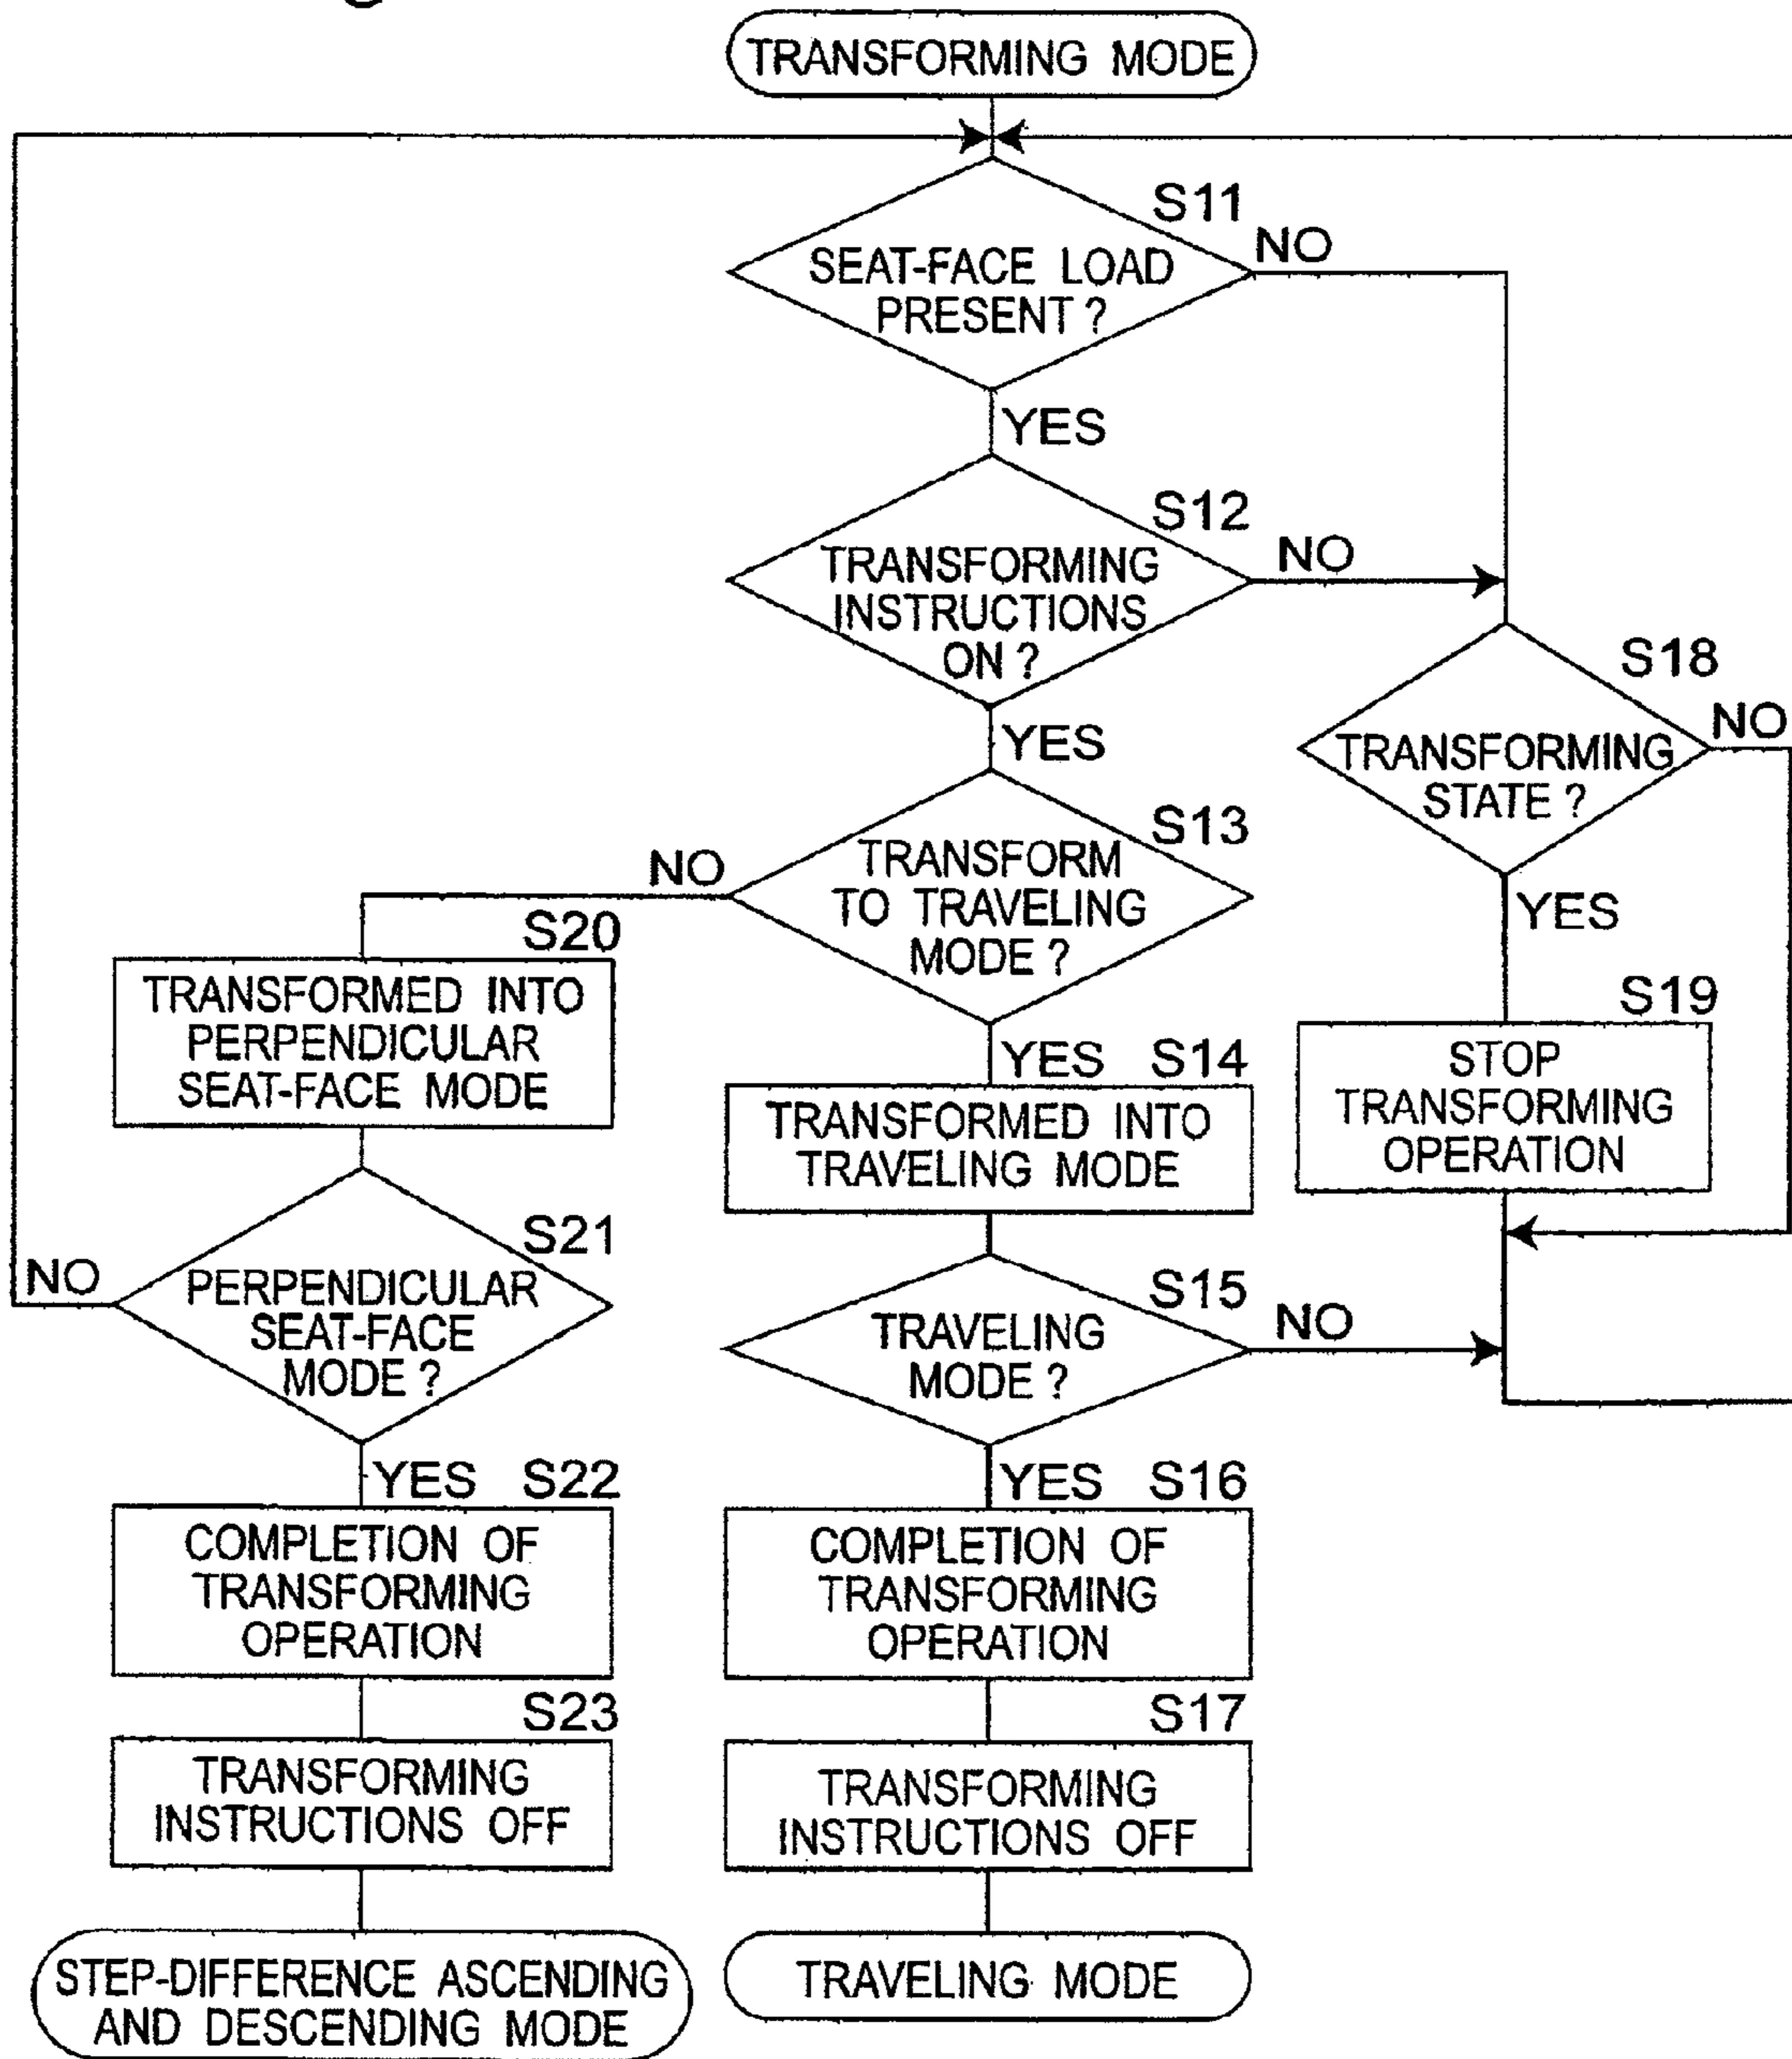 TRANSFORMING MODE
S11
SEAT-FACE LOAD
PRESENT ?
NO
YES
S12
TRANSFORMING
INSTRUCTIONS
ON ?
NO
YES
S18
TRANSFORMING
STATE ?
NO
YES
S13
TRANSFORM
TO TRAVELING
MODE ?
NO
YES
S20
TRANSFORMED INTO
PERPENDICULAR
SEAT-FACE MODE
S19
STOP
TRANSFORMING
OPERATION
S14
TRANSFORMED INTO
TRAVELING MODE
S21
PERPENDICULAR
SEAT-FACE
MODE ?
NO
YES
S15
TRAVELING
MODE ?
NO
YES
S22
COMPLETION OF
TRANSFORMING
OPERATION
S16
COMPLETION OF
TRANSFORMING
OPERATION
S23
TRANSFORMING
INSTRUCTIONS OFF
S17
TRANSFORMING
INSTRUCTIONS OFF
STEP-DIFFERENCE ASCENDING
AND DESCENDING MODE
TRAVELING MODE